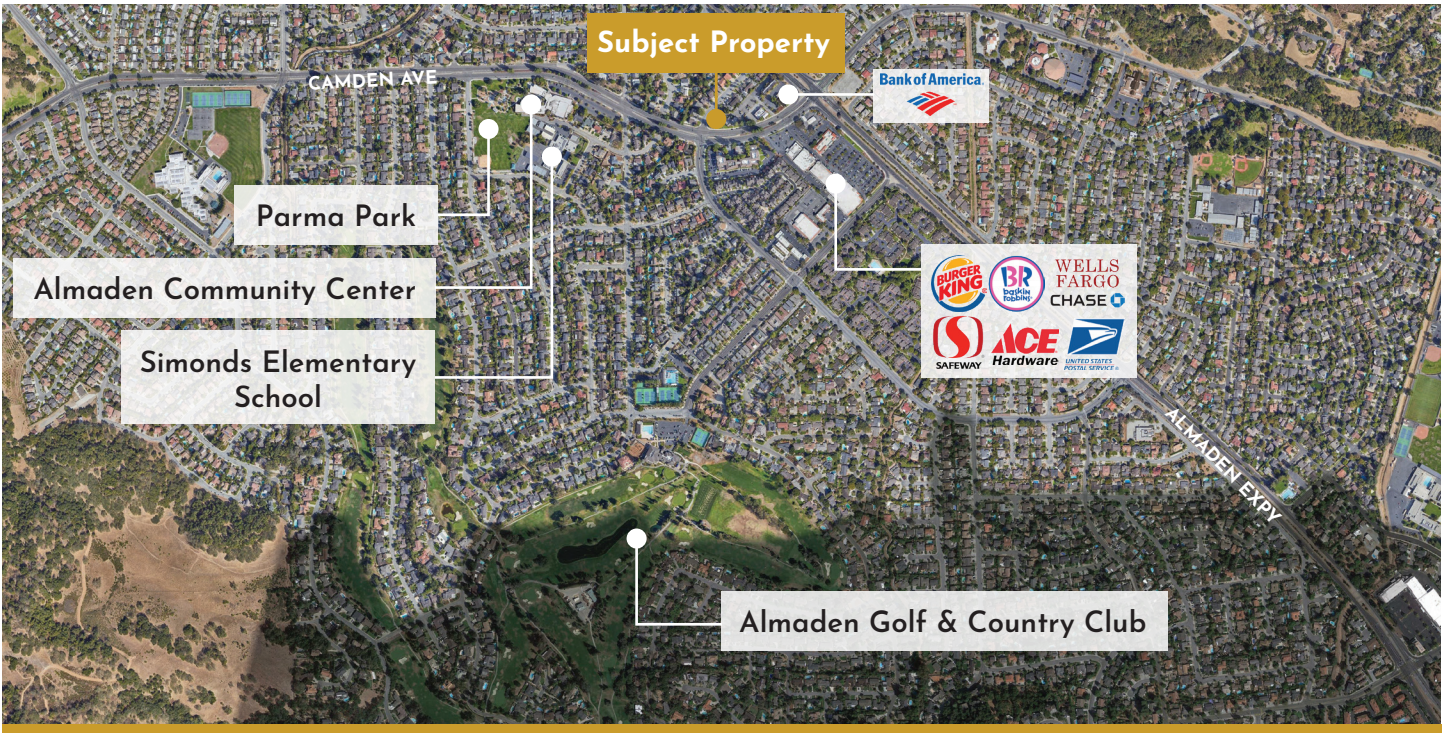 Subject Property
CAMDEN AVE
Bank of America
Parma Park
Almaden Community Center
Simonds Elementary
School
BURGER
KING
BR
baskin
robbins
WELLS
FARGO
CHASE
SAFEWAY
ACE
Hardware
UNITED STATES
POSTAL SERVICE
ALMADEN EXPY
Almaden Golf & Country Club